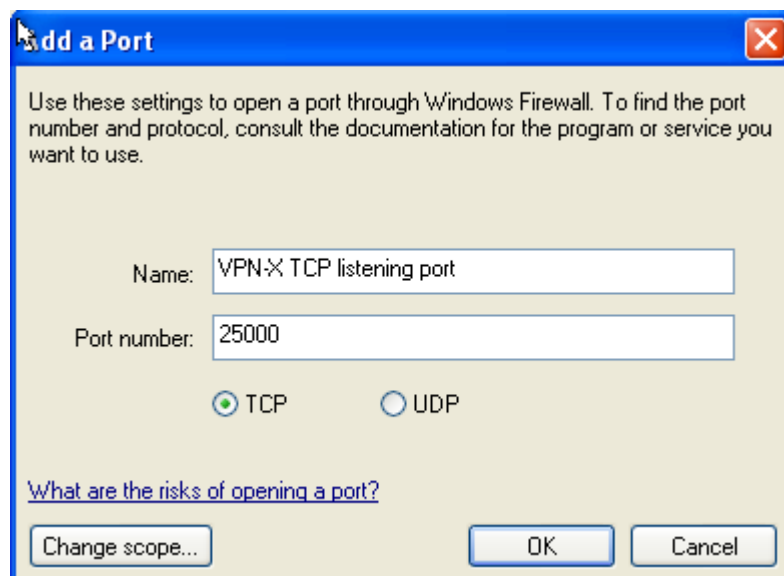 Add a Port
Use these settings to open a port through Windows Firewall. To find the port
number and protocol, consult the documentation for the program or service you
want to use.
Name: VPN-X TCP listening port
Port number: 25000
TCP UDP
What are the risks of opening a port?
Change scope... OK Cancel